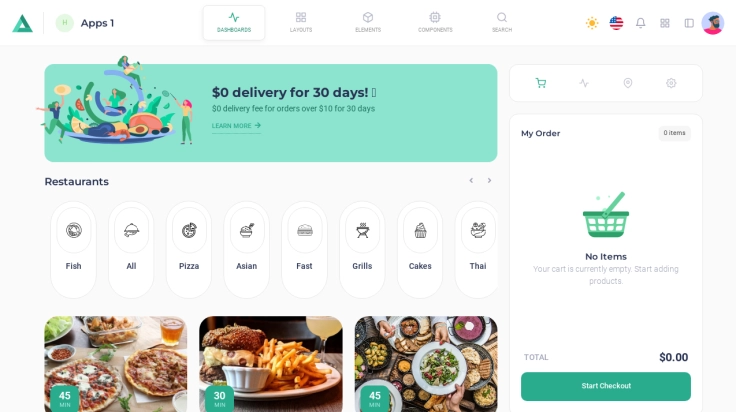 H
Apps 1
DASHBOARDS
LAYOUTS
ELEMENTS
COMPONENTS
SEARCH
$0 delivery for 30 days!
$0 delivery fee for orders over $10 for 30 days
LEARN MORE
My Order
0 items
Restaurants
Fish
All
Pizza
Asian
Fast
Grills
Cakes
Thai
No Items
Your cart is currently empty. Start adding
products.
45
MIN
30
MIN
45
MIN
TOTAL
$0.00
Start Checkout